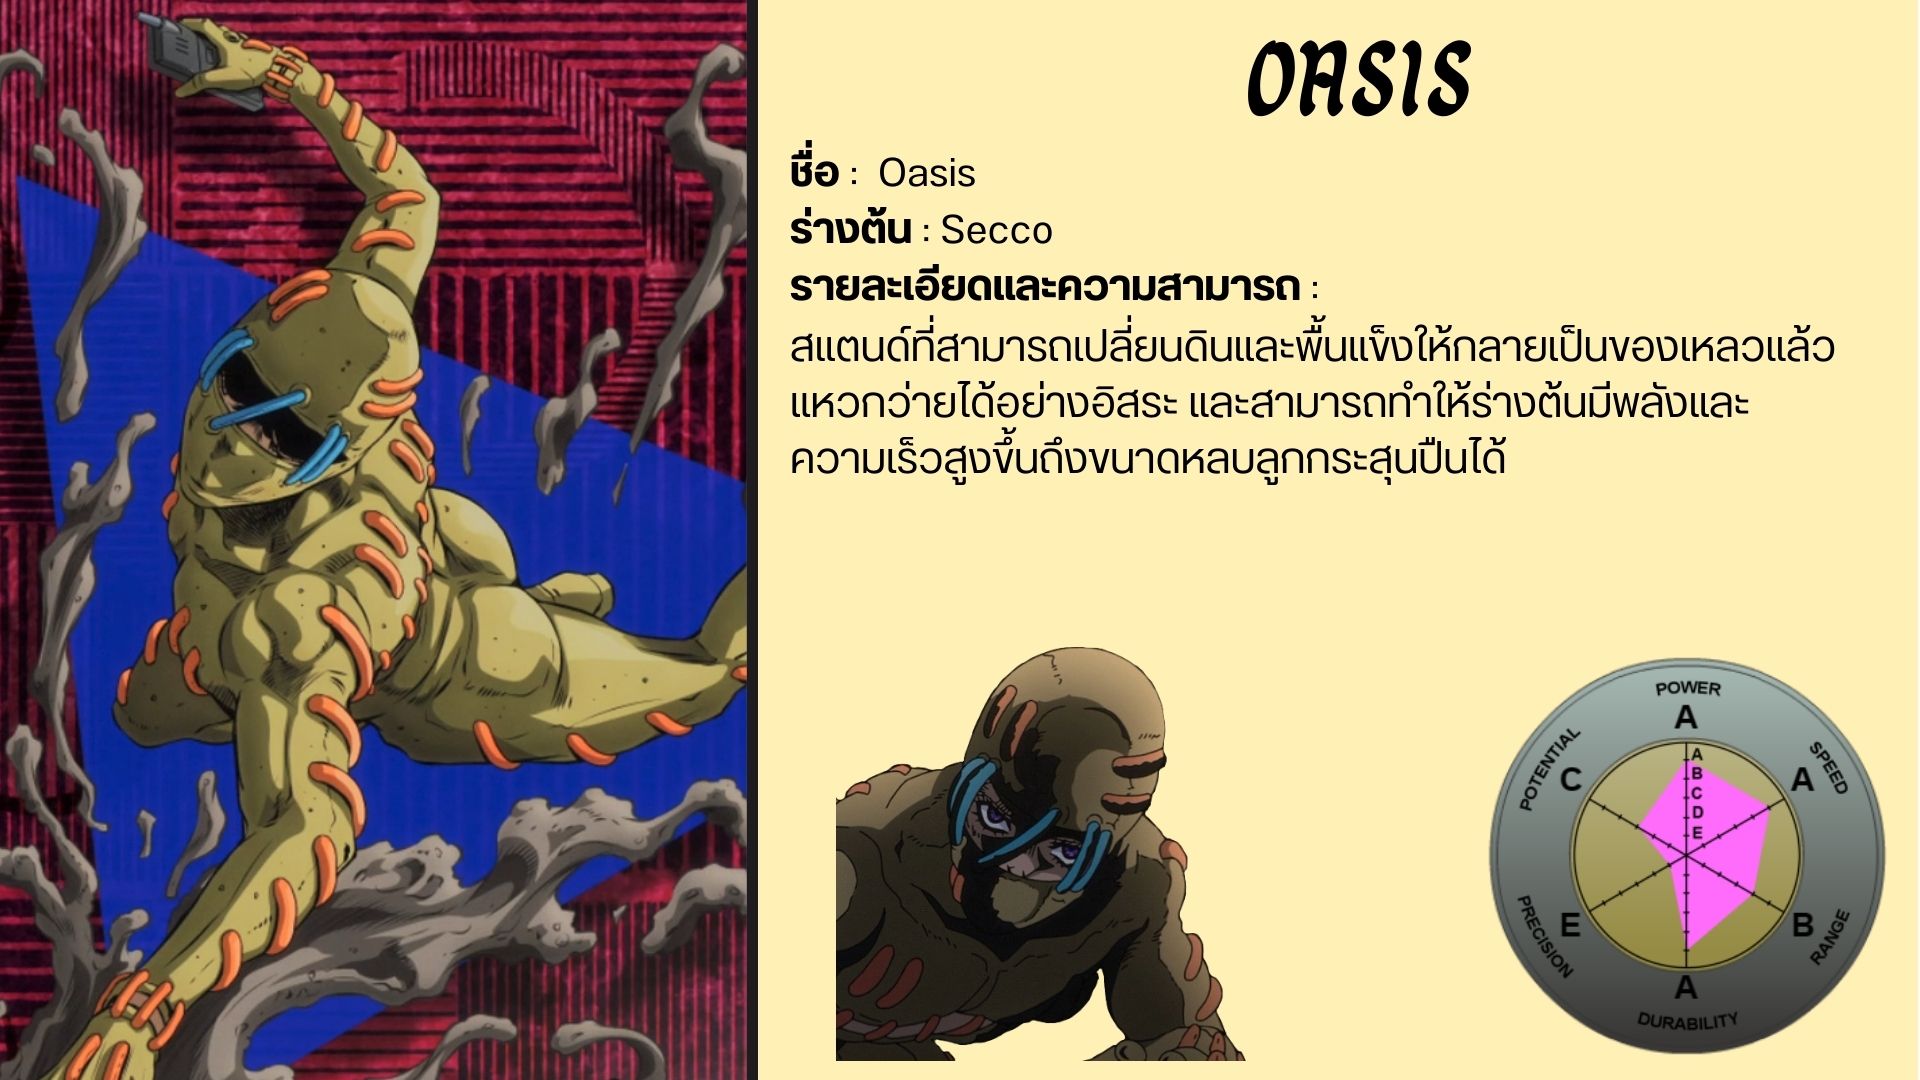 OASIS
ชื่อ : Oasis
ร่างต้น : Secco
รายละเอียดและความสามารถ :
สแตนด์ที่สามารถเปลี่ยนดินและพื้นแข็งให้กลายเป็นของเหลวแล้ว
แหวกว่ายได้อย่างอิสระ และสามารถทำให้ร่างต้นมีพลังและ
ความเร็วสูงขึ้นถึงขนาดหลบลูกกระสุนปืนได้
POWER
A
SPEED
A
RANGE
B
DURABILITY
A
PRECISION
E
POTENTIAL
C
A
B
C
D
E